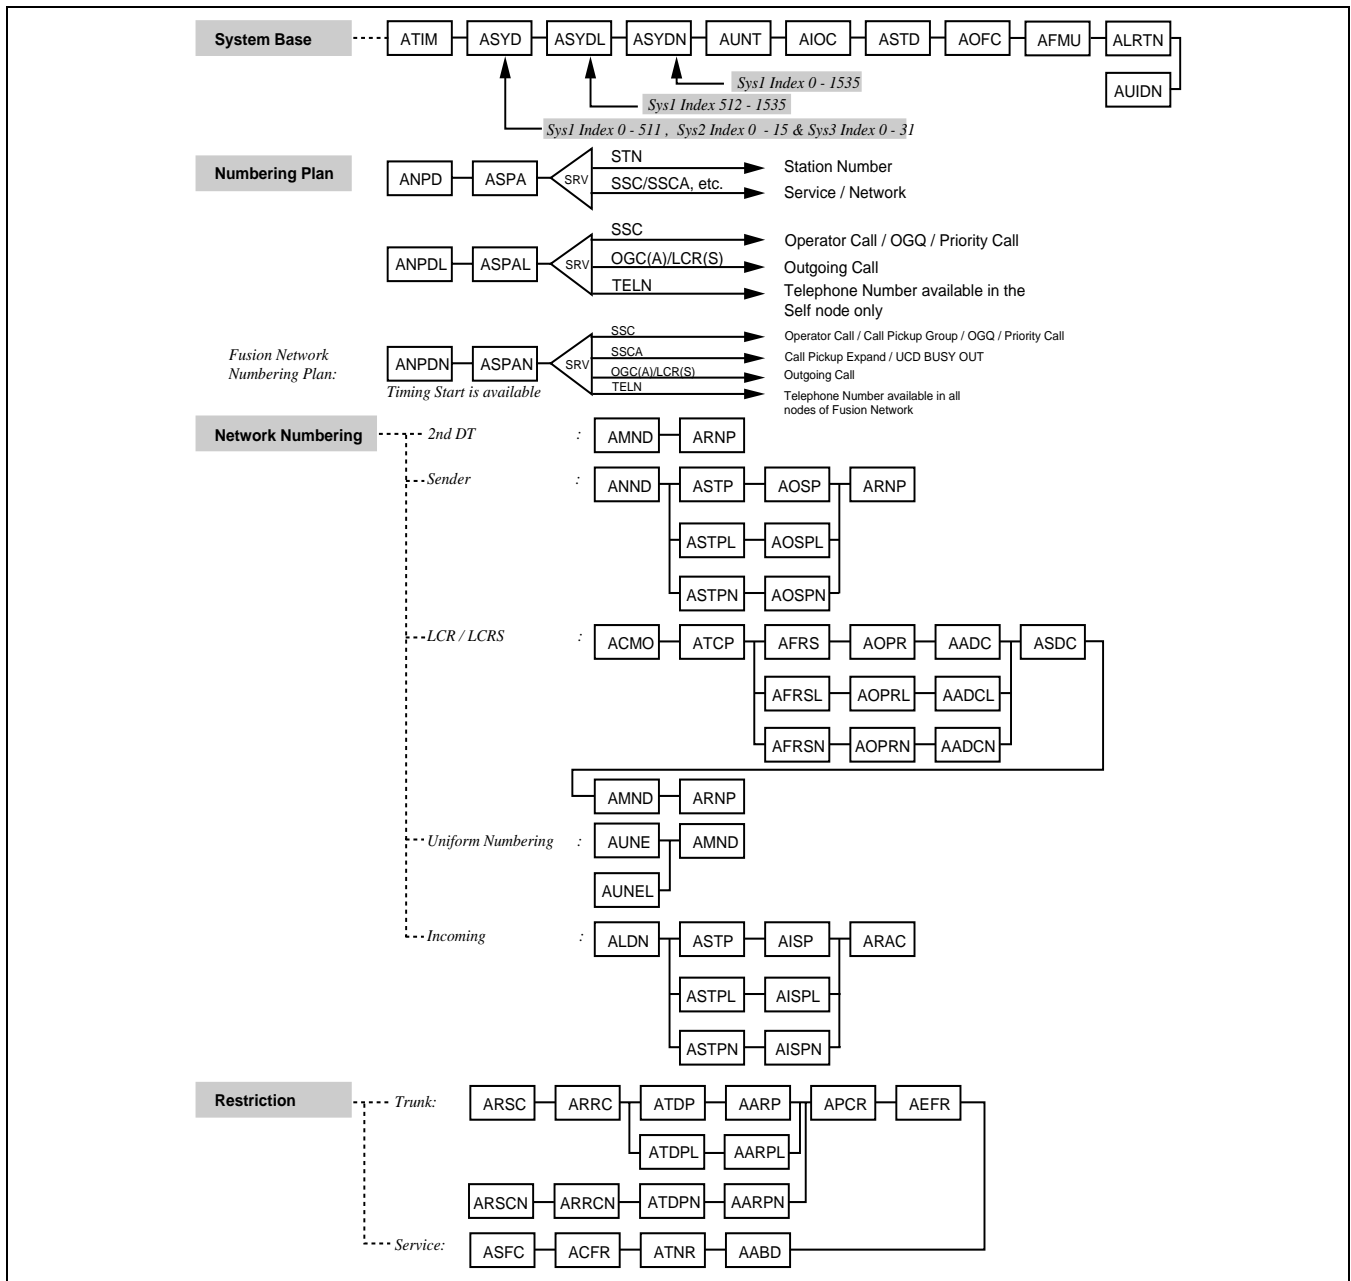 System Base ATIM ASYD ASYDL ASYDN AUNT AIOC ASTD AOFC AFMU ALRTN
AUIDN
Sys1 Index 0 - 1535
Sys1 Index 512 - 1535
Sys1 Index 0 - 511 , Sys2 Index 0 - 15 & Sys3 Index 0 - 31
Numbering Plan ANPD ASPA SRV
STN Station Number
SSC/SSCA, etc. Service / Network
ANPDL ASPAL SRV
SSC Operator Call / OGQ / Priority Call
OGC(A)/LCR(S) Outgoing Call
TELN Telephone Number available in the
Self node only
Fusion Network
Numbering Plan:
ANPDN ASPAN SRV
Timing Start is available
SSC Operator Call / Call Pickup Group / OGQ / Priority Call
SSCA Call Pickup Expand / UCD BUSY OUT
OGC(A)/LCR(S) Outgoing Call
TELN Telephone Number available in all
nodes of Fusion Network
Network Numbering 2nd DT : AMND ARNP
Sender : ANND ASTP AOSP ARNP
ASTPL AOSPL
ASTPN AOSPN
LCR / LCRS : ACMO ATCP AFRS AOPR AADC ASDC
AFRSL AOPRL AADCL
AFRSN AOPRN AADCN
AMND ARNP
Uniform Numbering : AUNE AMND
AUNEL
Incoming : ALDN ASTP AISP ARAC
ASTPL AISPL
ASTPN AISPN
Restriction Trunk: ARSC ARRC ATDP AARP APCR AEFR
ATDPL AARPL
ARSCN ARRCN ATDPN AARPN
Service: ASFC ACFR ATNR AABD